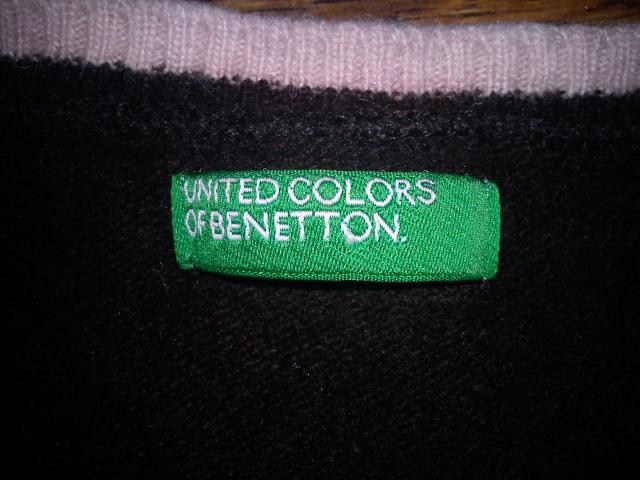 UNITED COLORS
OF BENETTON.